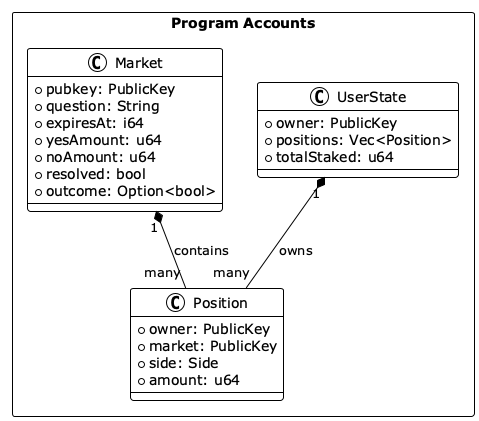 Program Accounts
C Market
pubkey: PublicKey
question: String
expiresAt: i64
yesAmount: u64
noAmount: u64
resolved: bool
outcome: Option<bool>
C UserState
owner: PublicKey
positions: Vec<Position>
totalStaked: u64
1
1
contains
owns
many
many
C Position
owner: PublicKey
market: PublicKey
side: Side
amount: u64